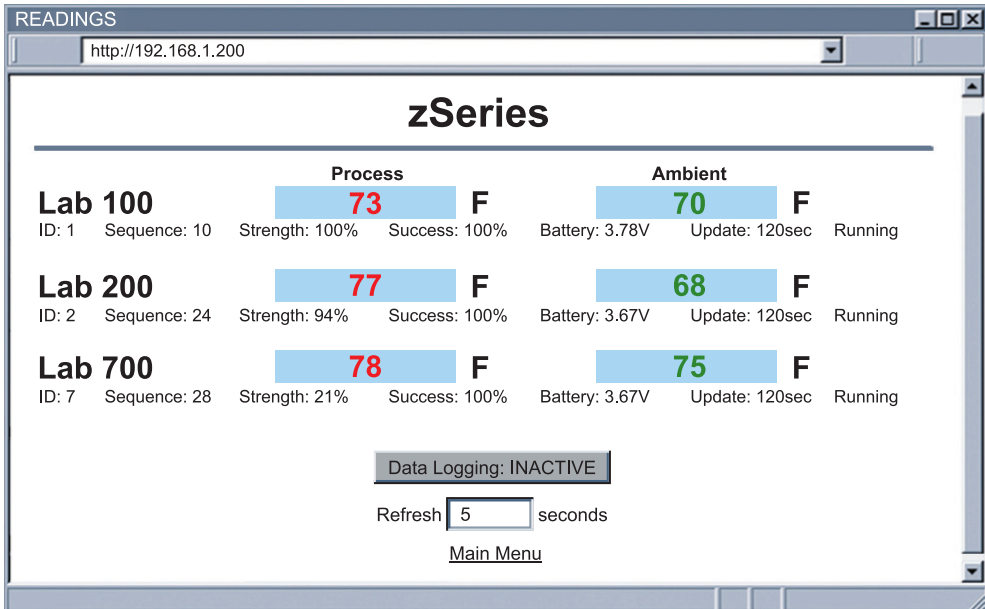 READINGS
http://192.168.1.200
zSeries
Process Ambient
Lab 100 73 F 70 F
ID: 1 Sequence: 10 Strength: 100% Success: 100% Battery: 3.78V Update: 120sec Running
Lab 200 77 F 68 F
ID: 2 Sequence: 24 Strength: 94% Success: 100% Battery: 3.67V Update: 120sec Running
Lab 700 78 F 75 F
ID: 7 Sequence: 28 Strength: 21% Success: 100% Battery: 3.67V Update: 120sec Running
Data Logging: INACTIVE
Refresh 5 seconds
Main Menu